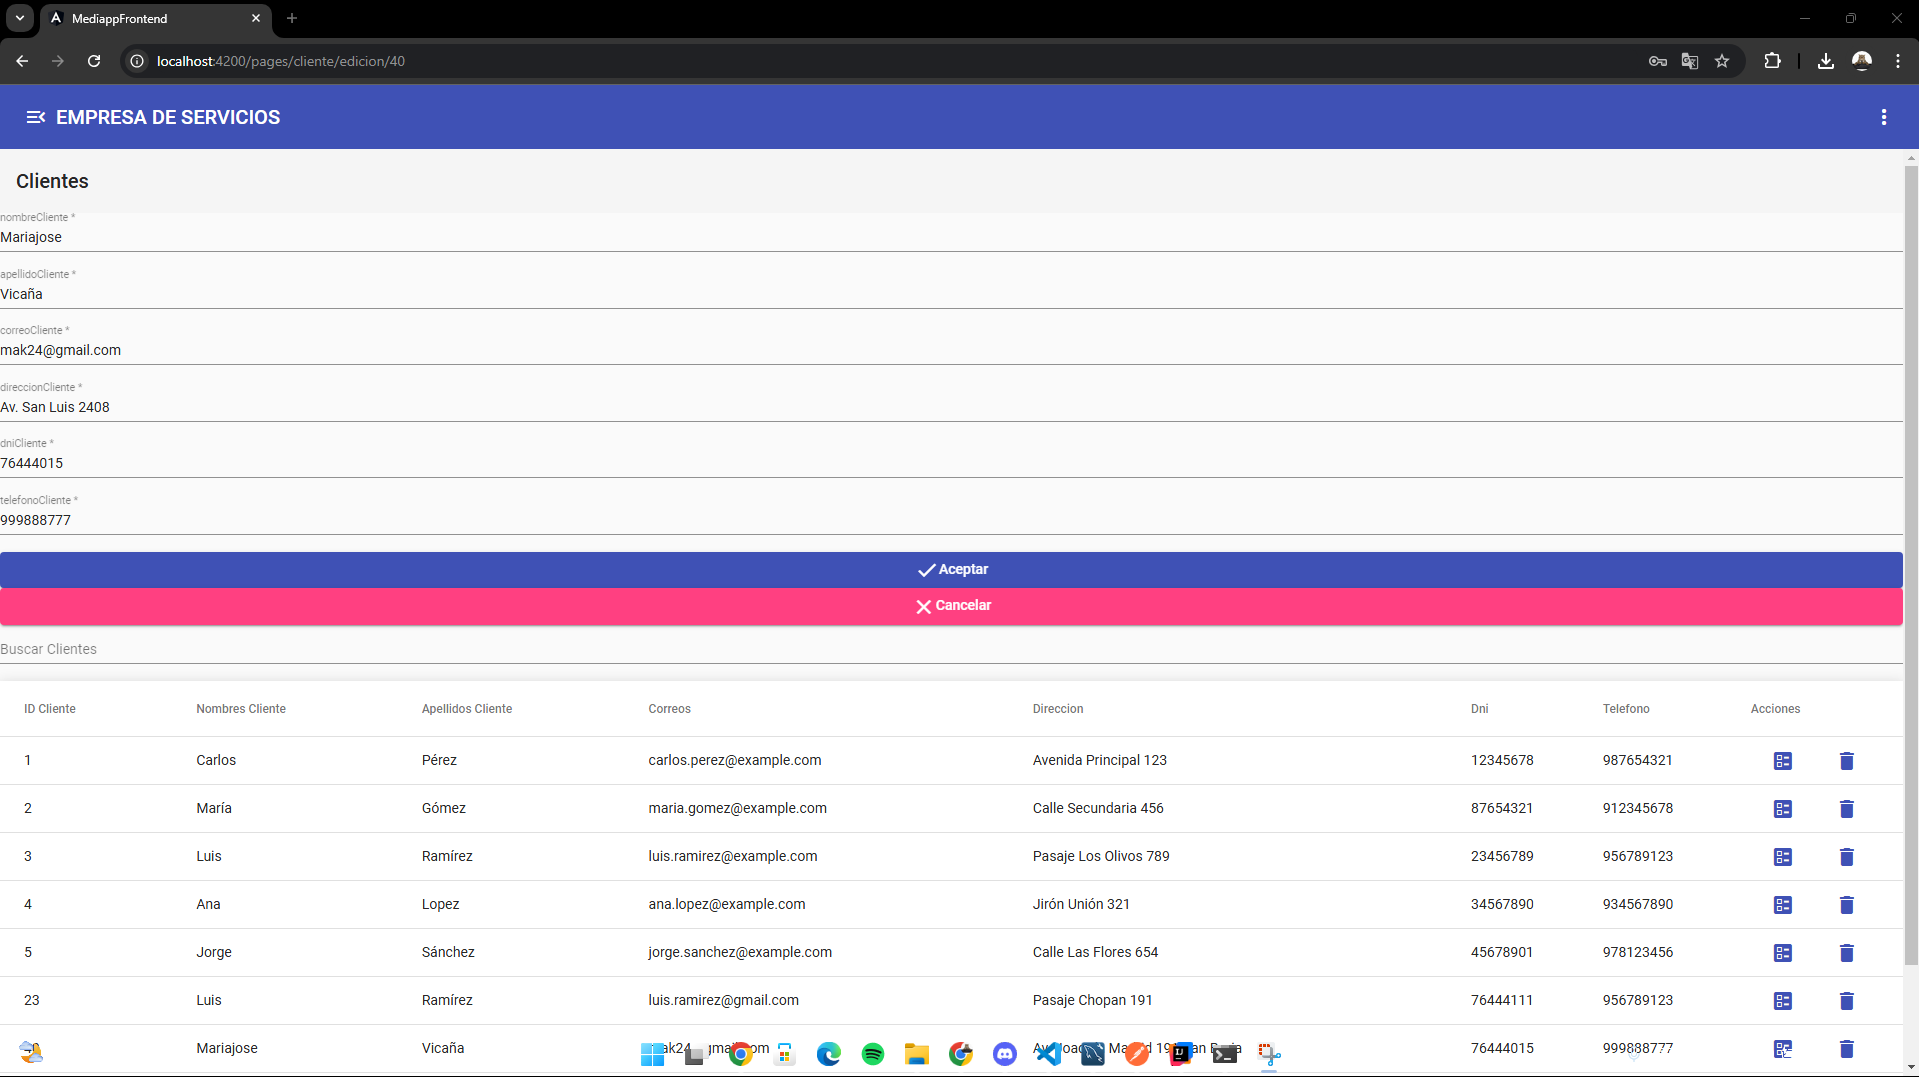 MediappFrontend
localhost:4200/pages/cliente/edicion/40
EMPRESA DE SERVICIOS
Clientes
nombreCliente *
Mariajose
apellidoCliente *
Vicaña
correoCliente *
mak24@gmail.com
direccionCliente *
Av. San Luis 2408
dniCliente *
76444015
telefonoCliente *
999888777
Aceptar
Cancelar
Buscar Clientes
ID Cliente Nombres Cliente Apellidos Cliente Correos Direccion Dni Telefono Acciones
1 Carlos Pérez carlos.perez@example.com Avenida Principal 123 12345678 987654321
2 María Gómez maria.gomez@example.com Calle Secundaria 456 87654321 912345678
3 Luis Ramírez luis.ramirez@example.com Pasaje Los Olivos 789 23456789 956789123
4 Ana Lopez ana.lopez@example.com Jirón Unión 321 34567890 934567890
5 Jorge Sánchez jorge.sanchez@example.com Calle Las Flores 654 45678901 978123456
23 Luis Ramírez luis.ramirez@gmail.com Pasaje Chopan 191 76444111 956789123
Mariajose Vicaña 76444015 999888777